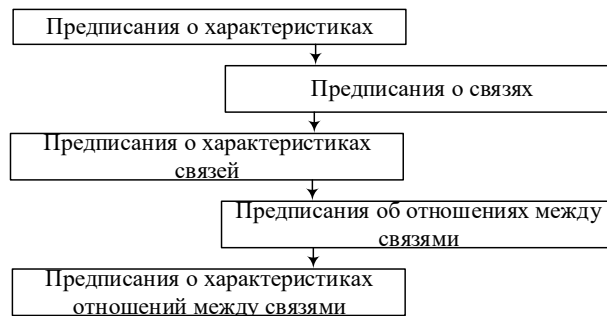 Предписания о характеристиках
Предписания о связях
Предписания о характеристиках
связей
Предписания об отношениях между
связями
Предписания о характеристиках
отношений между связями